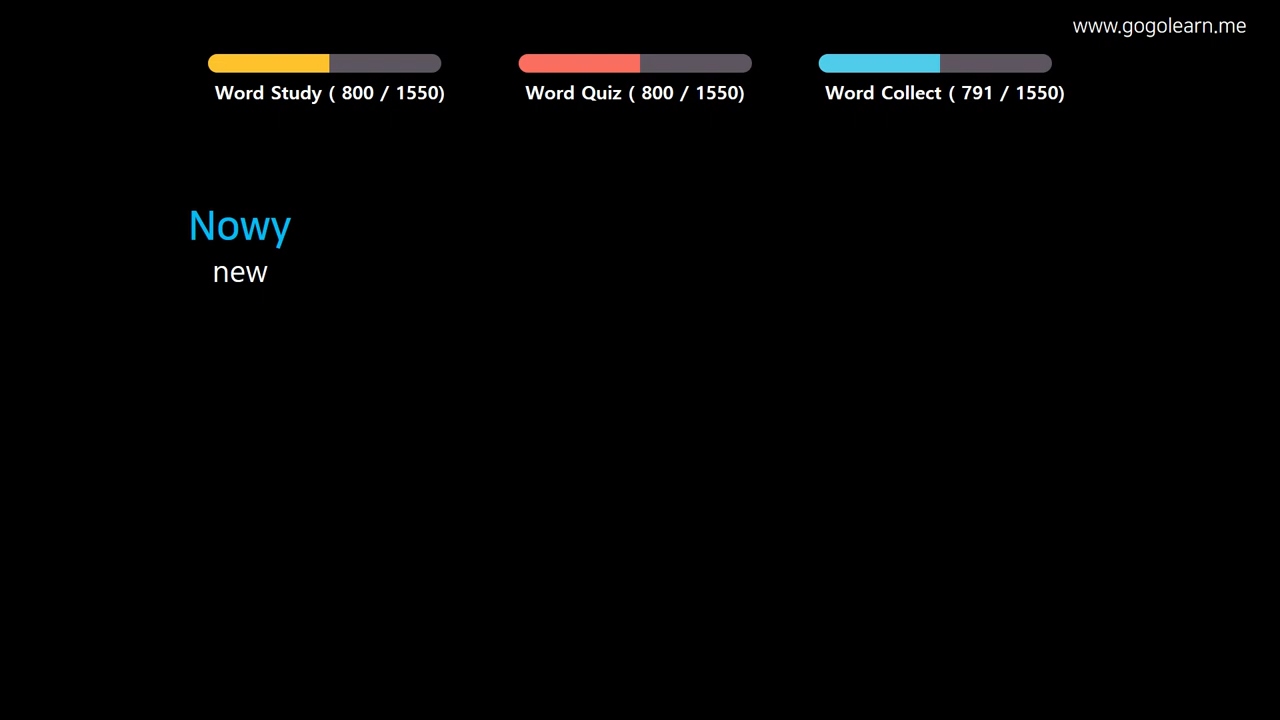 www.gogolearn.me
Word Study ( 800 / 1550)
Word Quiz ( 800 / 1550)
Word Collect ( 791 / 1550)
Nowy
new